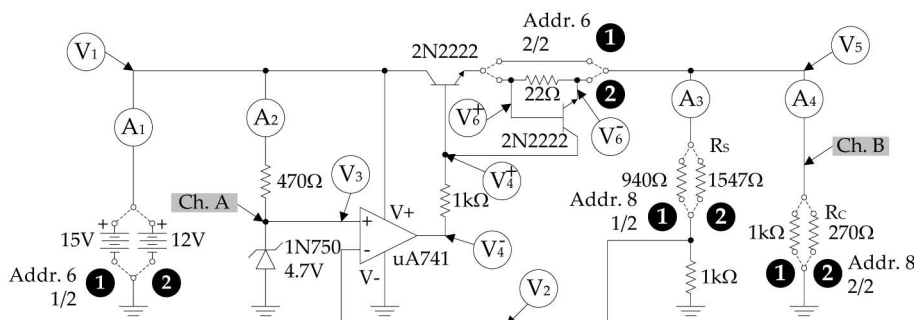 Addr. 6
2/2
1
V1
2N2222
V5
22Ω
2
A1
A2
V6+
V6-
A3
A4
2N2222
RS
Ch. B
V3
V4+
470Ω
940Ω
1547Ω
Ch. A
1kΩ
Addr. 8
1/2
1
2
15V
12V
V+
+
-
V-
uA741
V4-
1N750
4.7V
1kΩ
RC
270Ω
1
2
Addr. 8
2/2
Addr. 6
1/2
1
2
V2
1kΩ
+
+